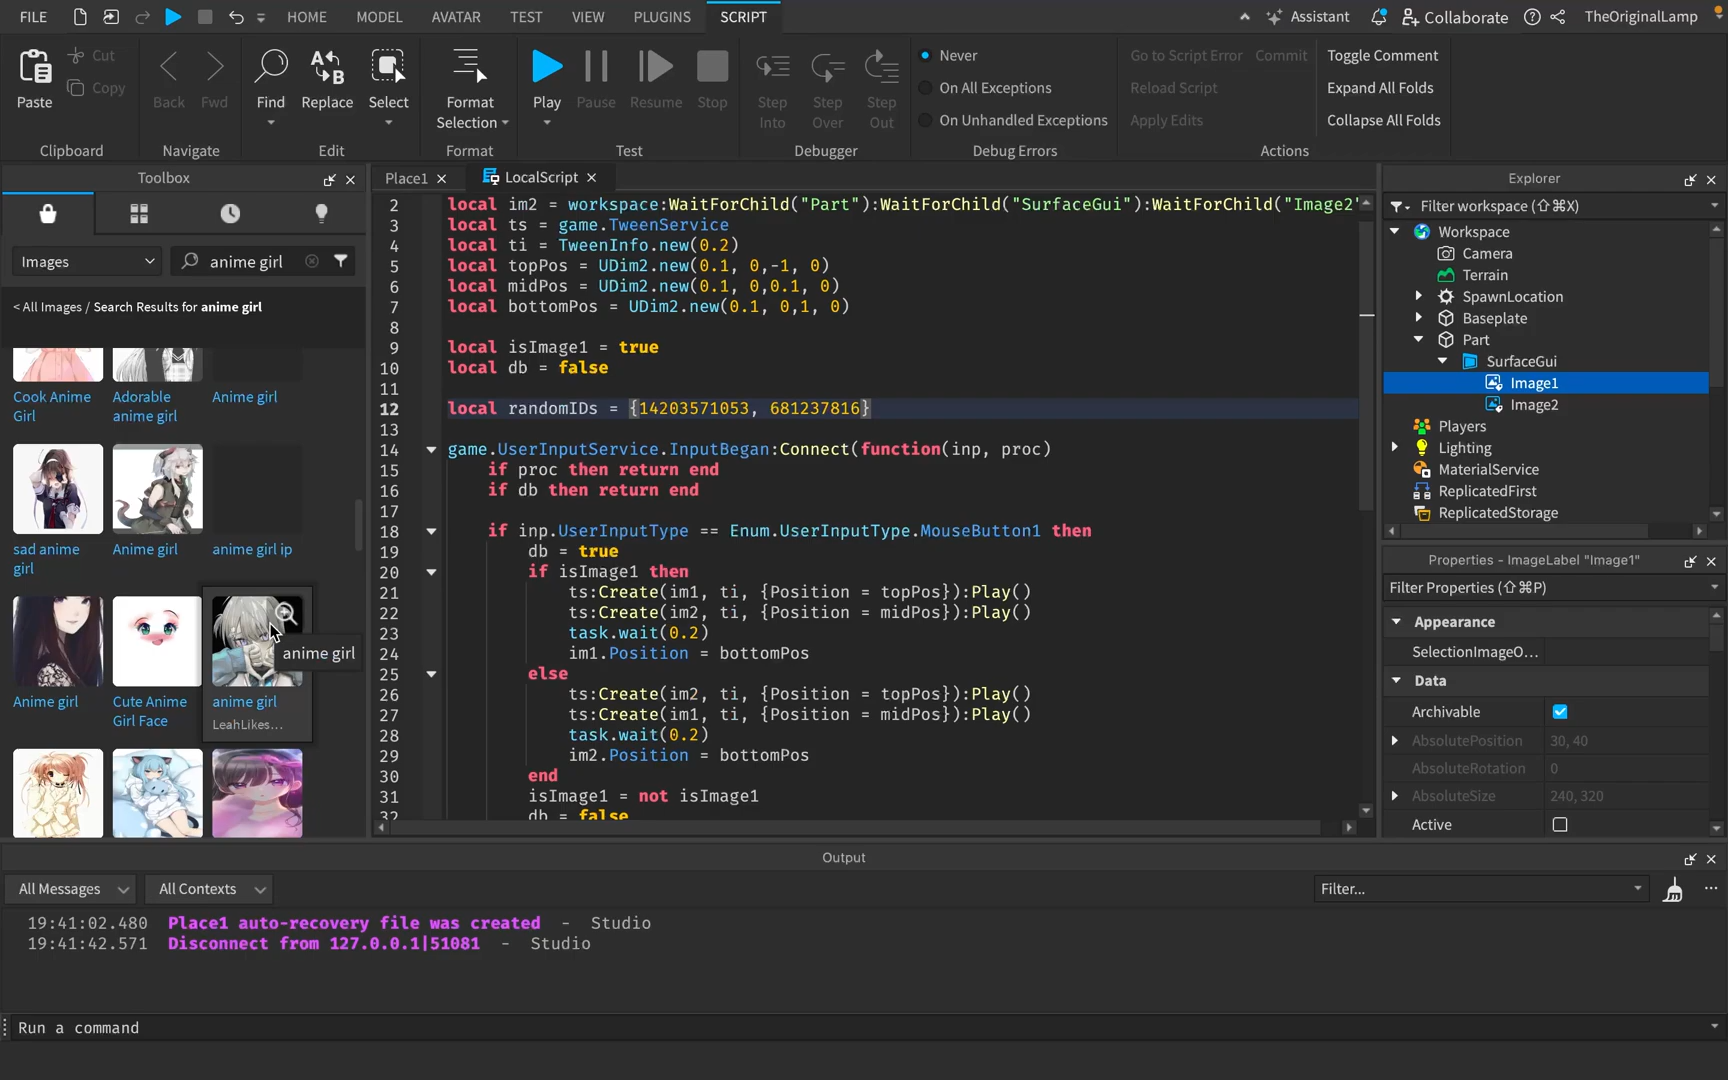 FILE HOME MODEL AVATAR TEST VIEW PLUGINS SCRIPT Assistant Collaborate TheOriginalLamp
Paste
Cut
Copy
Clipboard
Back Fwd
Navigate
Find Replace Select
Edit
Format
Selection
Format
Play Pause Resume Stop
Test
Step Into
Step Over
Step Out
Debugger
Never
On All Exceptions
On Unhandled Exceptions
Debug Errors
Go to Script Error Commit
Reload Script
Apply Edits
Toggle Comment
Expand All Folds
Collapse All Folds
Actions
Toolbox
Images
anime girl
< All Images / Search Results for anime girl
Cook Anime Girl
Adorable anime girl
Anime girl
sad anime girl
Anime girl
anime girl ip
Anime girl
Cute Anime Girl Face
anime girl
LeahLikes...
anime girl
Place1 LocalScript
2 local im2 = workspace:WaitForChild("Part"):WaitForChild("SurfaceGui"):WaitForChild("Image2"
3 local ts = game.TweenService
4 local ti = TweenInfo.new(0.2)
5 local topPos = UDim2.new(0.1, 0,-1, 0)
6 local midPos = UDim2.new(0.1, 0,0.1, 0)
7 local bottomPos = UDim2.new(0.1, 0,1, 0)
8
9 local isImage1 = true
10 local db = false
11
12 local randomIDs = {14203571053, 681237816}
13
14 game.UserInputService.InputBegan:Connect(function(inp, proc)
15 if proc then return end
16 if db then return end
17
18 if inp.UserInputType == Enum.UserInputType.MouseButton1 then
19 db = true
20 if isImage1 then
21 ts:Create(im1, ti, {Position = topPos}):Play()
22 ts:Create(im2, ti, {Position = midPos}):Play()
23 task.wait(0.2)
24 im1.Position = bottomPos
25 else
26 ts:Create(im2, ti, {Position = topPos}):Play()
27 ts:Create(im1, ti, {Position = midPos}):Play()
28 task.wait(0.2)
29 im2.Position = bottomPos
30 end
31 isImage1 = not isImage1
32 db = false
Explorer
Filter workspace (⇧⌘X)
Workspace
Camera
Terrain
SpawnLocation
Baseplate
Part
SurfaceGui
Image1
Image2
Players
Lighting
MaterialService
ReplicatedFirst
ReplicatedStorage
Properties - ImageLabel "Image1"
Filter Properties (⇧⌘P)
Appearance
SelectionImageO...
Data
Archivable
AbsolutePosition 30, 40
AbsoluteRotation 0
AbsoluteSize 240, 320
Active
Output
All Messages All Contexts Filter...
19:41:02.480 Place1 auto-recovery file was created - Studio
19:41:42.571 Disconnect from 127.0.0.1|51081 - Studio
Run a command